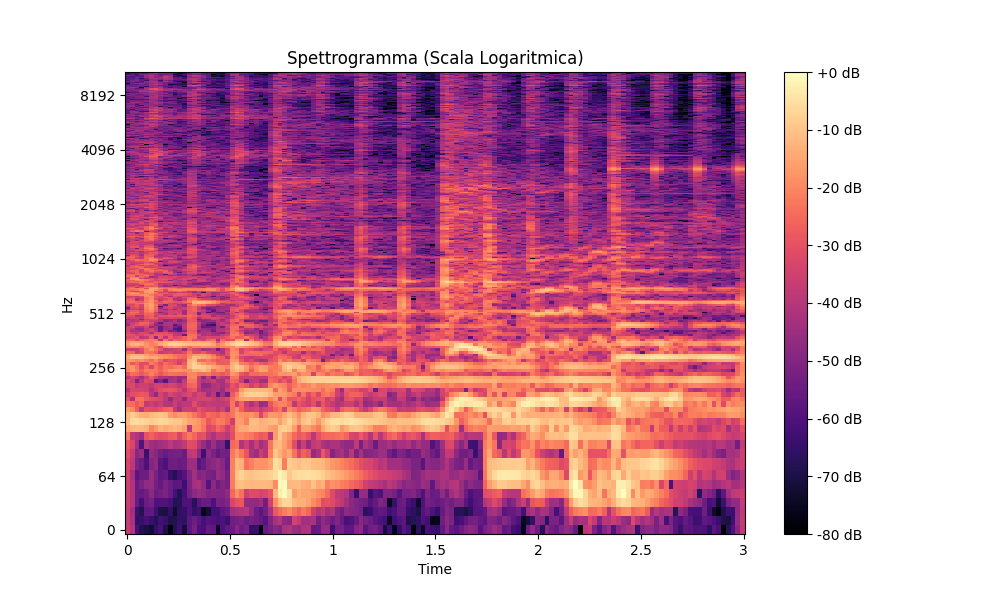 Spettrogramma (Scala Logaritmica)
Hz
8192
4096
2048
1024
512
256
128
64
0
0
0.5
1
1.5
2
2.5
3
Time
+0 dB
-10 dB
-20 dB
-30 dB
-40 dB
-50 dB
-60 dB
-70 dB
-80 dB